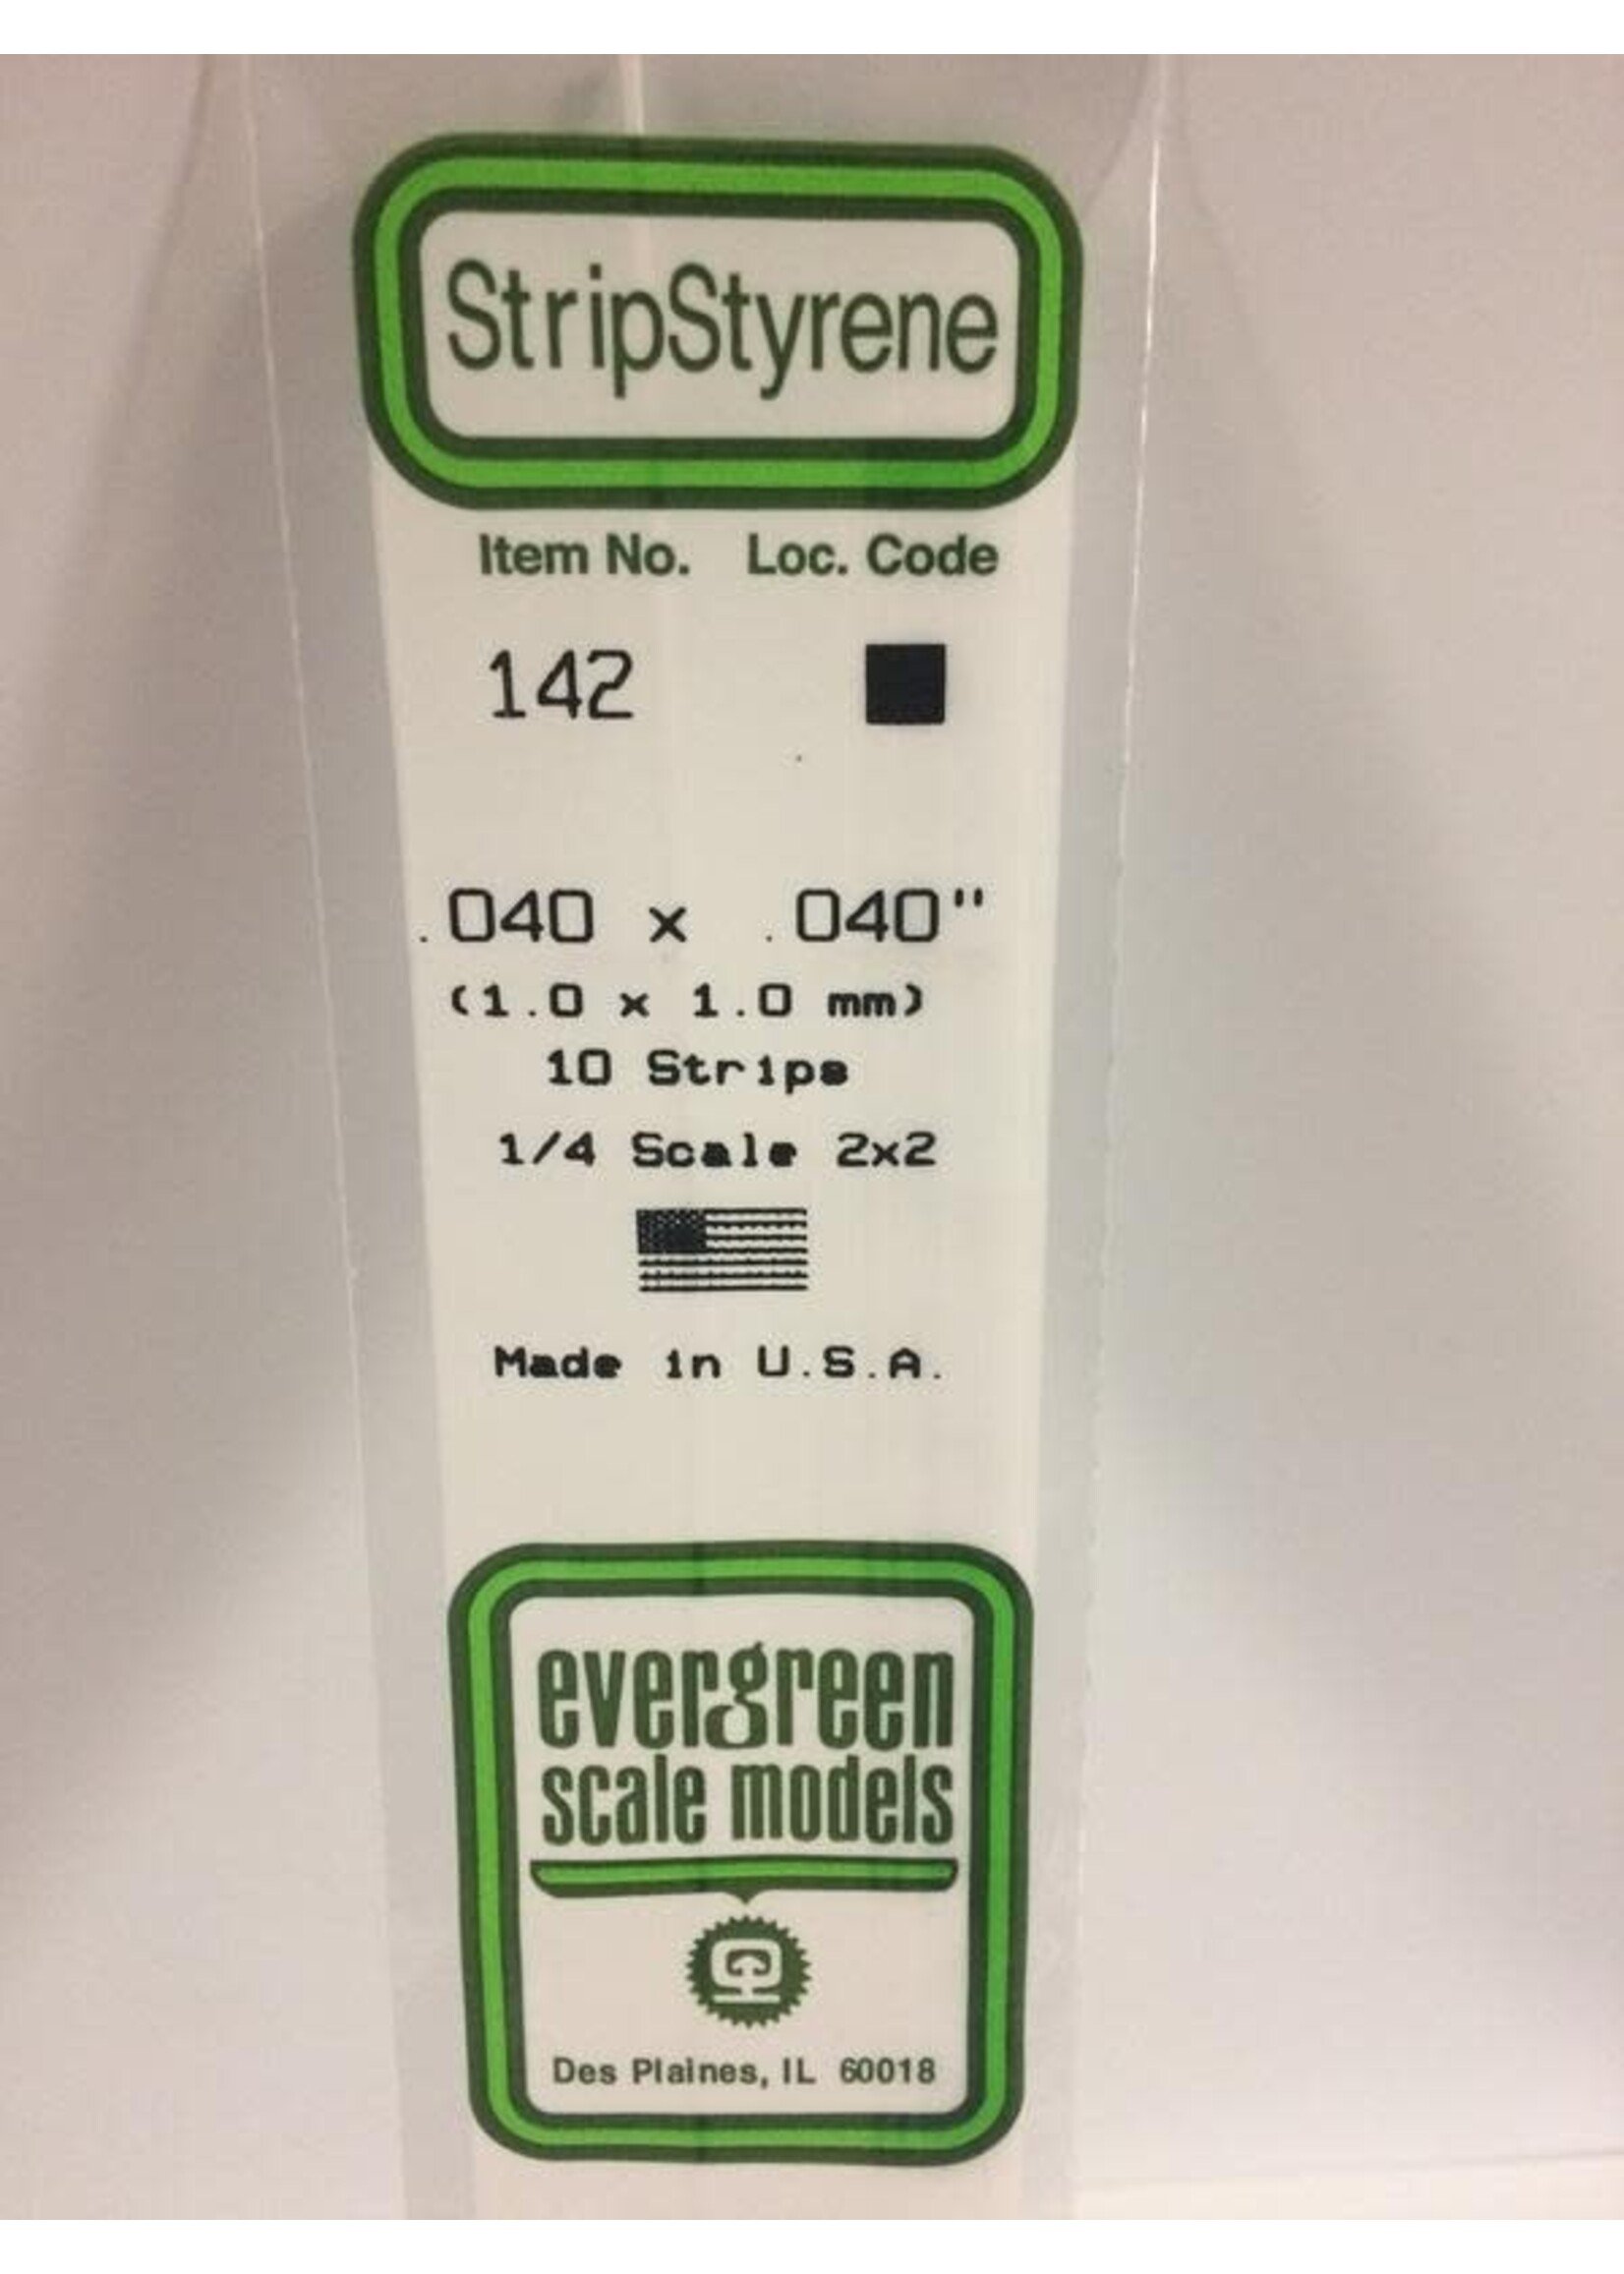 StripStyrene
Item No. Loc. Code
142
.040 x .040"
(1.0 x 1.0 mm)
10 Strips
1/4 Scale 2x2
Made in U.S.A.
evergreen
scale models
Des Plaines, IL 60018